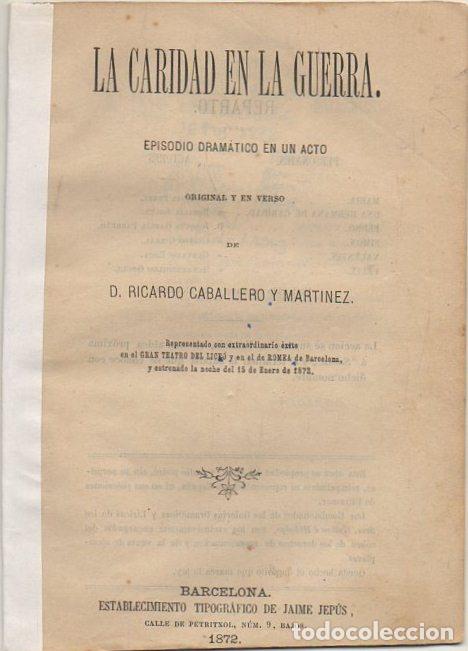 LA CARIDAD EN LA GUERRA.
EPISODIO DRAMÁTICO EN UN ACTO
ORIGINAL Y EN VERSO
DE
D. RICARDO CABALLERO Y MARTINEZ.
Representado con extraordinario éxito
en el GRAN TEATRO DEL LICEO y en el de ROMEA de Barcelona,
y estrenado la noche del 15 de Enero de 1872.
BARCELONA.
ESTABLECIMIENTO TIPOGRÁFICO DE JAIME JEPÚS,
CALLE DE PETRITXOL, NÚM. 9, BAJOS.
1872.
todocoleccion